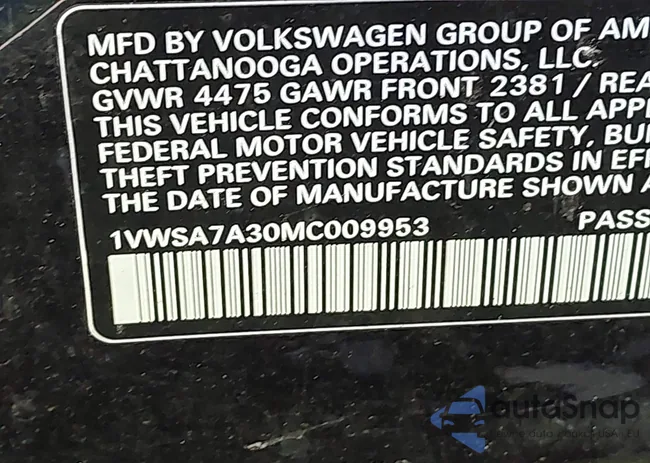 MFD BY VOLKSWAGEN GROUP OF AM
CHATTANOOGA OPERATIONS, LLC.
GVWR 4475 GAWR FRONT 2381 / REA
THIS VEHICLE CONFORMS TO ALL APP
FEDERAL MOTOR VEHICLE SAFETY, BU
THEFT PREVENTION STANDARDS IN EF
THE DATE OF MANUFACTURE SHOWN A
1VWSA7A30MC009953 PASS
autoSnap